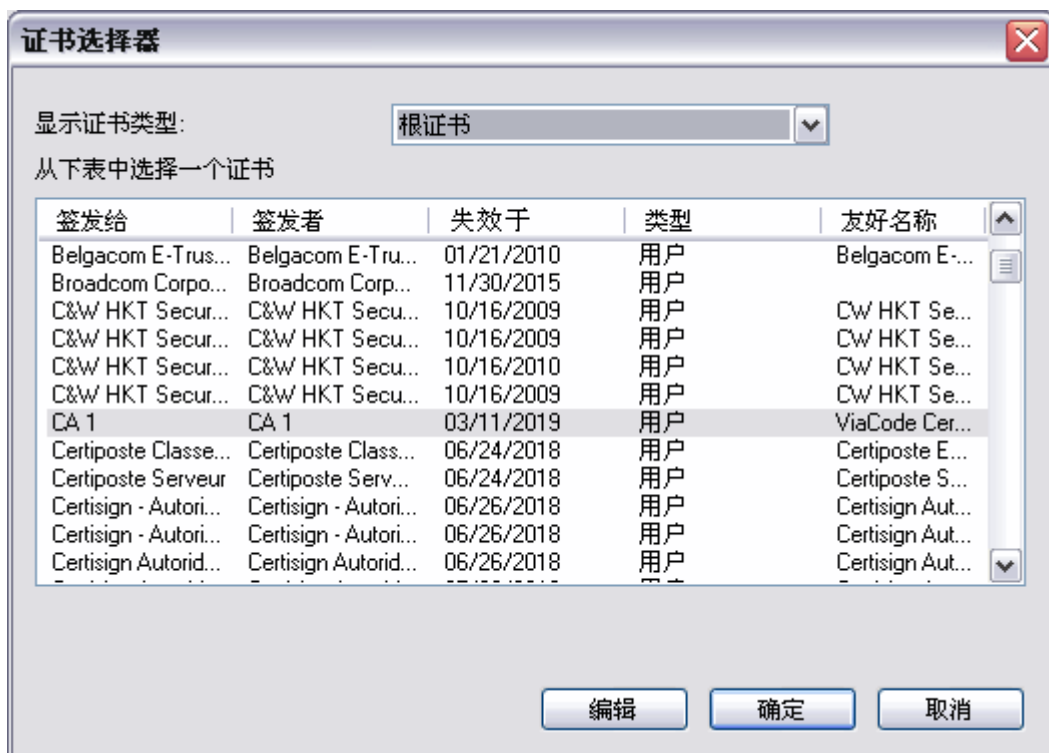 证书选择器
显示证书类型: 根证书
从下表中选择一个证书
签发给 签发者 失效于 类型 友好名称
Belgacom E-Trus... Belgacom E-Tru... 01/21/2010 用户 Belgacom E-...
Broadcom Corpo... Broadcom Corp... 11/30/2015 用户
C&W HKT Secur... C&W HKT Secu... 10/16/2009 用户 CW HKT Se...
C&W HKT Secur... C&W HKT Secu... 10/16/2009 用户 CW HKT Se...
C&W HKT Secur... C&W HKT Secu... 10/16/2010 用户 CW HKT Se...
C&W HKT Secur... C&W HKT Secu... 10/16/2009 用户 CW HKT Se...
CA 1 CA 1 03/11/2019 用户 ViaCode Cer...
Certiposte Classe... Certiposte Class... 06/24/2018 用户 Certiposte E...
Certiposte Serveur Certiposte Serv... 06/24/2018 用户 Certiposte S...
Certisign - Autori... Certisign - Autori... 06/26/2018 用户 Certisign Aut...
Certisign - Autori... Certisign - Autori... 06/26/2018 用户 Certisign Aut...
Certisign Autorid... Certisign Autorid... 06/26/2018 用户 Certisign Aut...
编辑 确定 取消